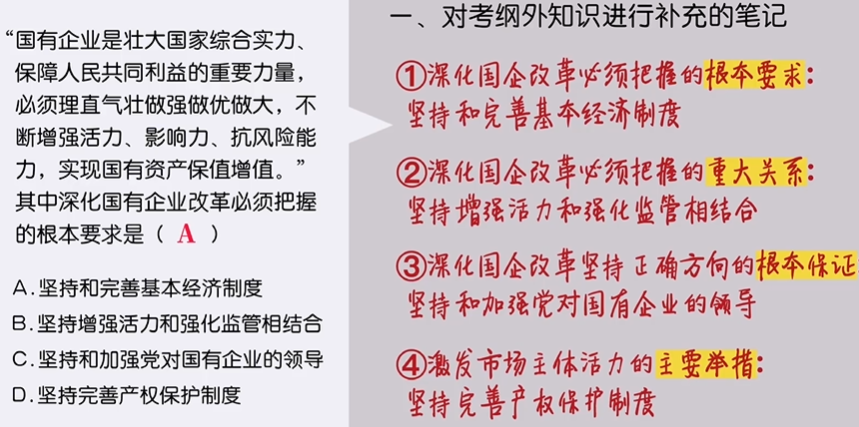 “国有企业是壮大国家综合实力、
保障人民共同利益的重要力量，
必须理直气壮做强做优做大，不
断增强活力、影响力、抗风险能
力，实现国有资产保值增值。”
其中深化国有企业改革必须把握
的根本要求是（ A ）
A.坚持和完善基本经济制度
B.坚持增强活力和强化监管相结合
C.坚持和加强党对国有企业的领导
D.坚持完善产权保护制度
一、对考纲外知识进行补充的笔记
①深化国企改革必须把握的根本要求:
坚持和完善基本经济制度
②深化国企改革必须把握的重大关系:
坚持增强活力和强化监管相结合
③深化国企改革坚持正确方向的根本保证
坚持和加强党对国有企业的领导
④激发市场主体活力的主要举措:
坚持完善产权保护制度